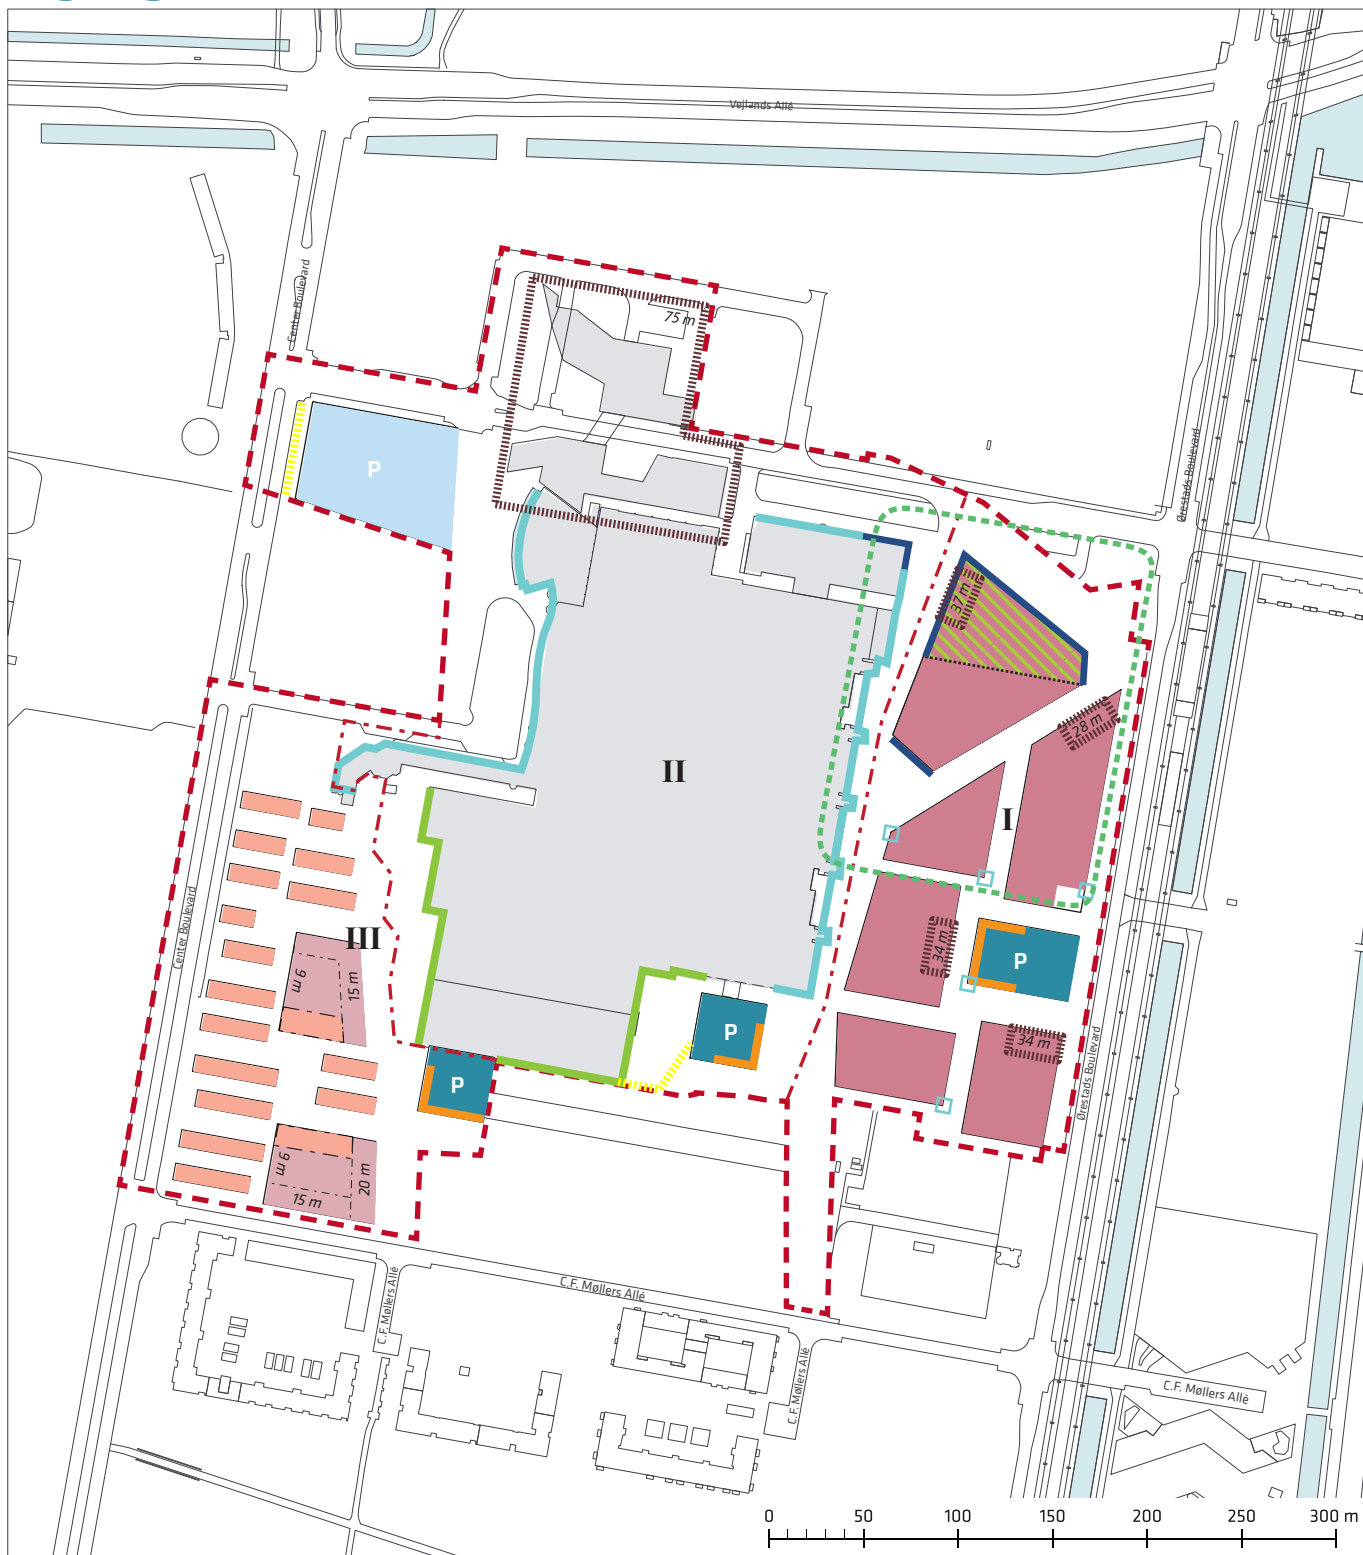 Vejlands Allé
Center Boulevard
75 m
P
Ørestads Boulevard
37 m
28 m
II
I
Center Boulevard
III
9 m
15 m
34 m
P
P
34 m
P
Ørestads Boulevard
9 m
15 m
20 m
C.F. Møllers Allé
C.F. Møllers Allé
C.F. Møllers Allé
C.F. Møllers Allé
0 50 100 150 200 250 300 m